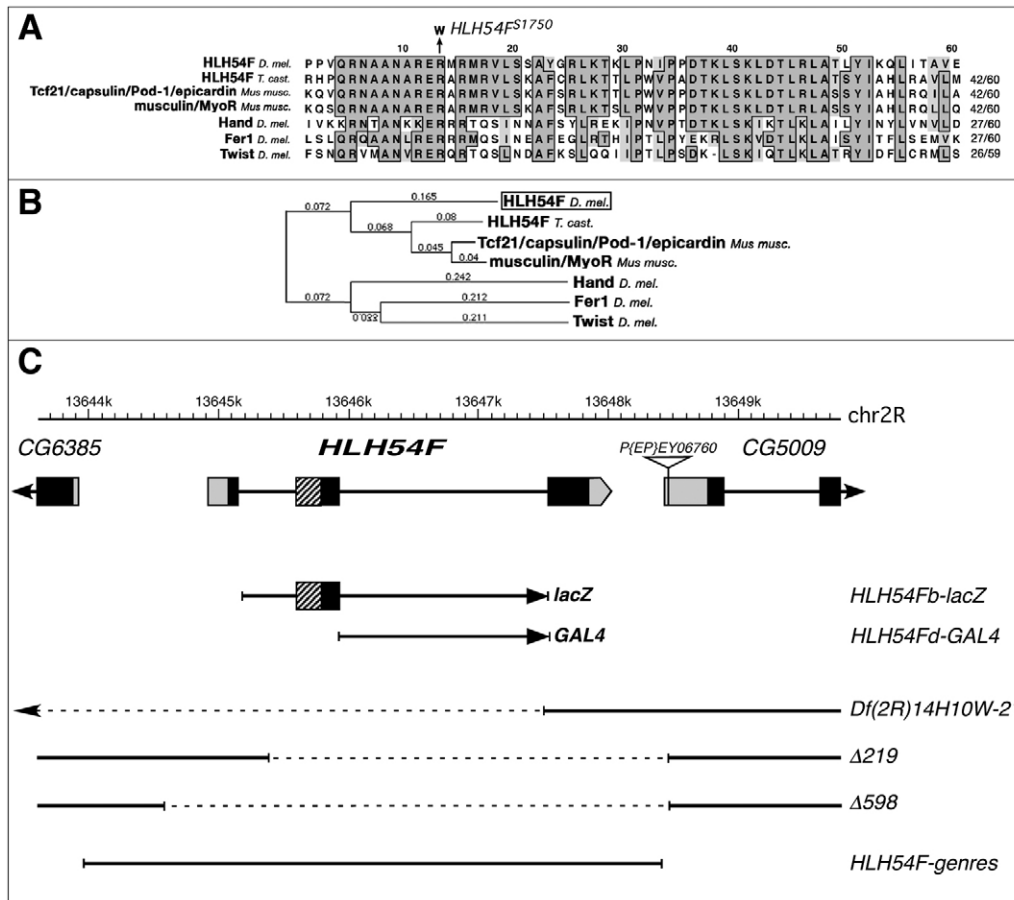 A
W HLH54F^S1750
10 20 30 40 50 60
HLH54F D. mel. PPVQRNAANARERMRMRVLSSAYGRLKTKLPNIPPDTKLSKLDTLRLATLYIKQLITAVE
HLH54F T. cast. RHPQRNAANARERARMRVLSKAFCRLKTTLPWVPADTKLSKLDTLRLATSYIAHLRAVLM 42/60
Tcf21/capsulin/Pod-1/epicardin Mus musc. KQVQRNAANARERARMRVLSKAFSRLKTTLPWVPPDTKLSKLDTLRLASSYIAHLRQILA 42/60
musculin/MyoR Mus musc. KQSQRNAANARERARMRVLSKAFSRLKTSLPWVPPDTKLSKLDTLRLASSYIAHLRQILQ 42/60
Hand D. mel. IVKKRNTANKKERRRTQSINNAFSYLREKIPNVPTDTKLSKIKTLKLAILYINYLVNVLD 27/60
Fer1 D. mel. LSLQRQAANLRERRRMQSINEAFEGLRTHIPTLPYEKRLSKVDTLKLAISYITFLSEMVK 27/60
Twist D. mel. FSNQRVMANVRERQRTQSLNDAFKSLQQIIPTLPSDK-LSKIQTLKLATRYIDFLCRMLS 26/59
B
0.072 0.165 HLH54F D. mel.
0.068 0.08 HLH54F T. cast.
0.045 Tcf21/capsulin/Pod-1/epicardin Mus musc.
0.04 musculin/MyoR Mus musc.
0.072 0.242 Hand D. mel.
0.212 Fer1 D. mel.
0.211 Twist D. mel.
C
13644k 13645k 13646k 13647k 13648k 13649k chr2R
CG6385 HLH54F P{EP}EY06760 CG5009
lacZ HLH54Fb-lacZ
GAL4 HLH54Fd-GAL4
Df(2R)14H10W-2
Δ219
Δ598
HLH54F-genres